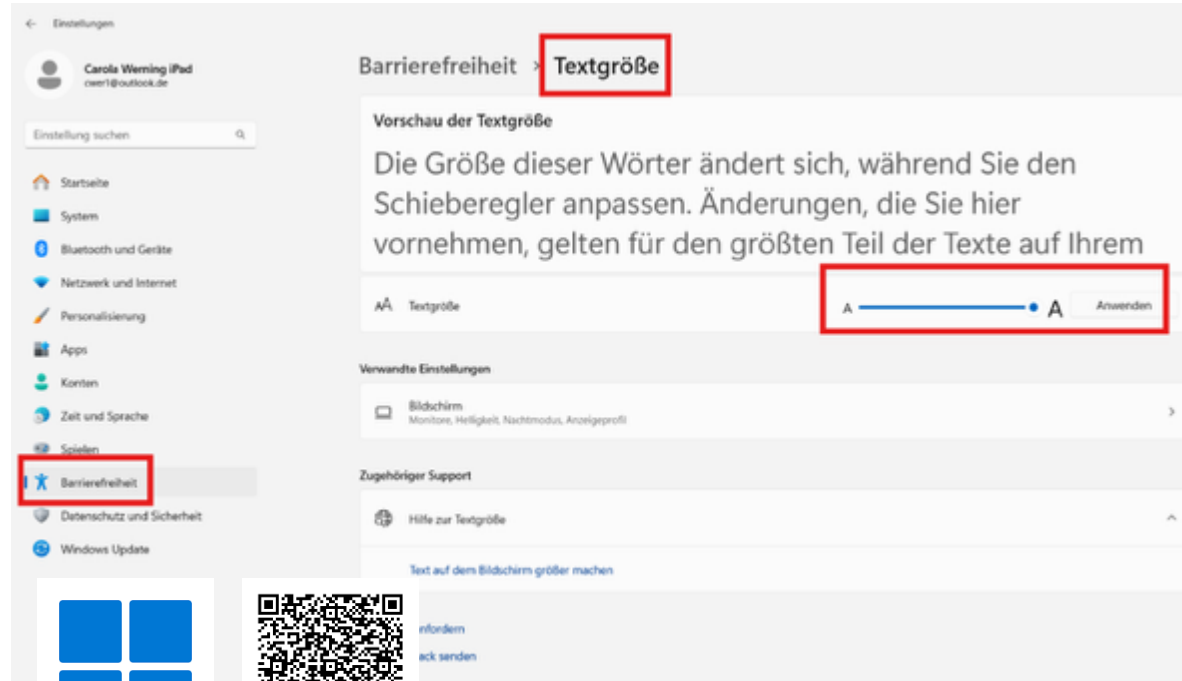 Einstellungen
Carola Werning iPad
cwer1@outlook.de
Einstellung suchen
Startseite
System
Bluetooth und Geräte
Netzwerk und Internet
Personalisierung
Apps
Konten
Zeit und Sprache
Spielen
Barrierefreiheit
Datenschutz und Sicherheit
Windows Update
Barrierefreiheit > Textgröße
Vorschau der Textgröße
Die Größe dieser Wörter ändert sich, während Sie den
Schieberegler anpassen. Änderungen, die Sie hier
vornehmen, gelten für den größten Teil der Texte auf Ihrem
AA Textgröße
A A Anwenden
Verwandte Einstellungen
Bildschirm
Monitore, Helligkeit, Nachtmodus, Anzeigeprofil
Zugehöriger Support
Hilfe zur Textgröße
Text auf dem Bildschirm größer machen
nfordern
ack senden